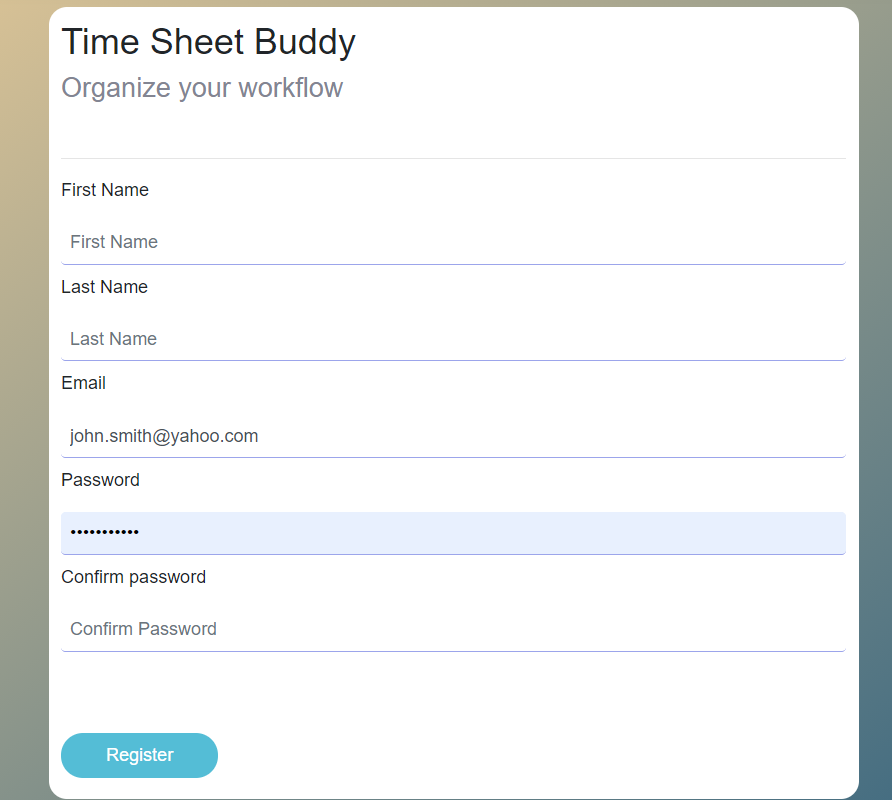 Time Sheet Buddy
Organize your workflow
First Name
First Name
Last Name
Last Name
Email
john.smith@yahoo.com
Password
•••••••••••
Confirm password
Confirm Password
Register